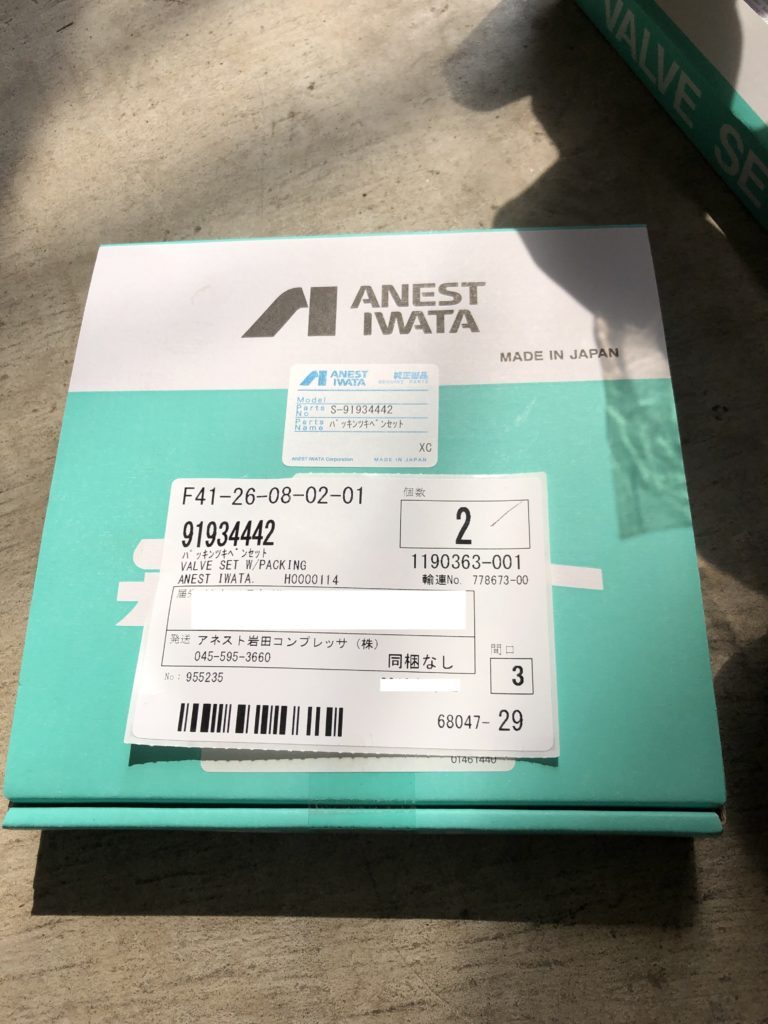 VALVE SE
ANEST
IWATA
MADE IN JAPAN
ANEST
IWATA
純正部品
GENUINE PARTS
Model
Parts No S-91934442
Parts Name パッキンツキベンセット
XC
ANEST IWATA Corporation MADE IN JAPAN
F41-26-08-02-01
個数
2
91934442
パッキンツキベンセット
VALVE SET W/PACKING
1190363-001
ANEST IWATA. H0000114
輸連No. 778673-00
発送 アネスト岩田コンプレッサ (株)
045-595-3660
同梱なし
間口
3
No: 955235
68047- 29
01461440